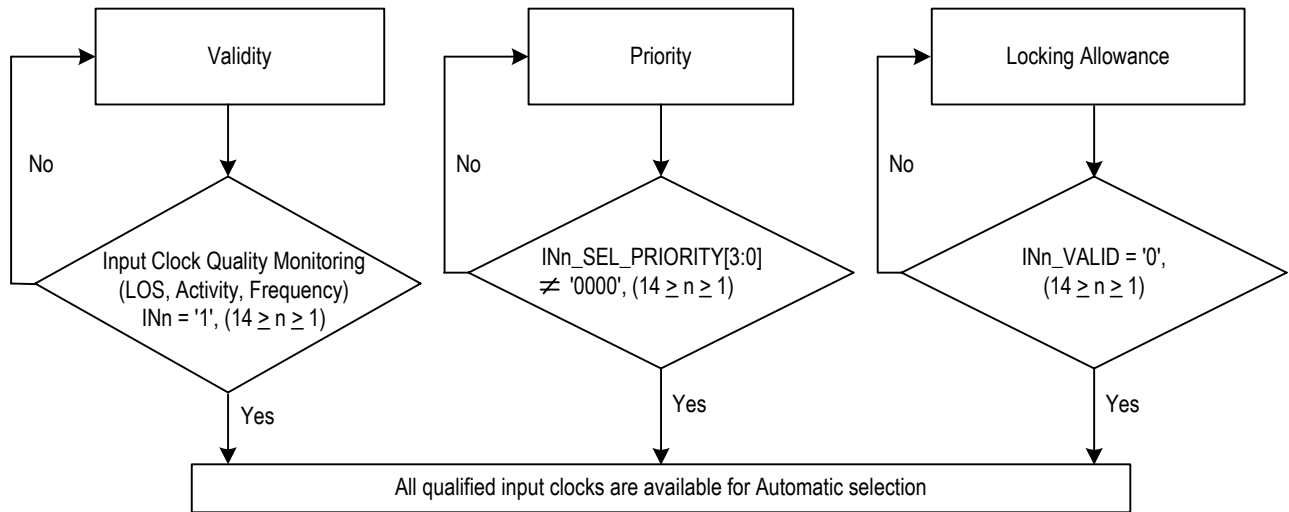 Validity
No
Input Clock Quality Monitoring
(LOS, Activity, Frequency)
INn = '1', (14 ≥ n ≥ 1)
Yes
Priority
No
INn_SEL_PRIORITY[3:0]
≠ '0000', (14 ≥ n ≥ 1)
Yes
Locking Allowance
No
INn_VALID = '0',
(14 ≥ n ≥ 1)
Yes
All qualified input clocks are available for Automatic selection